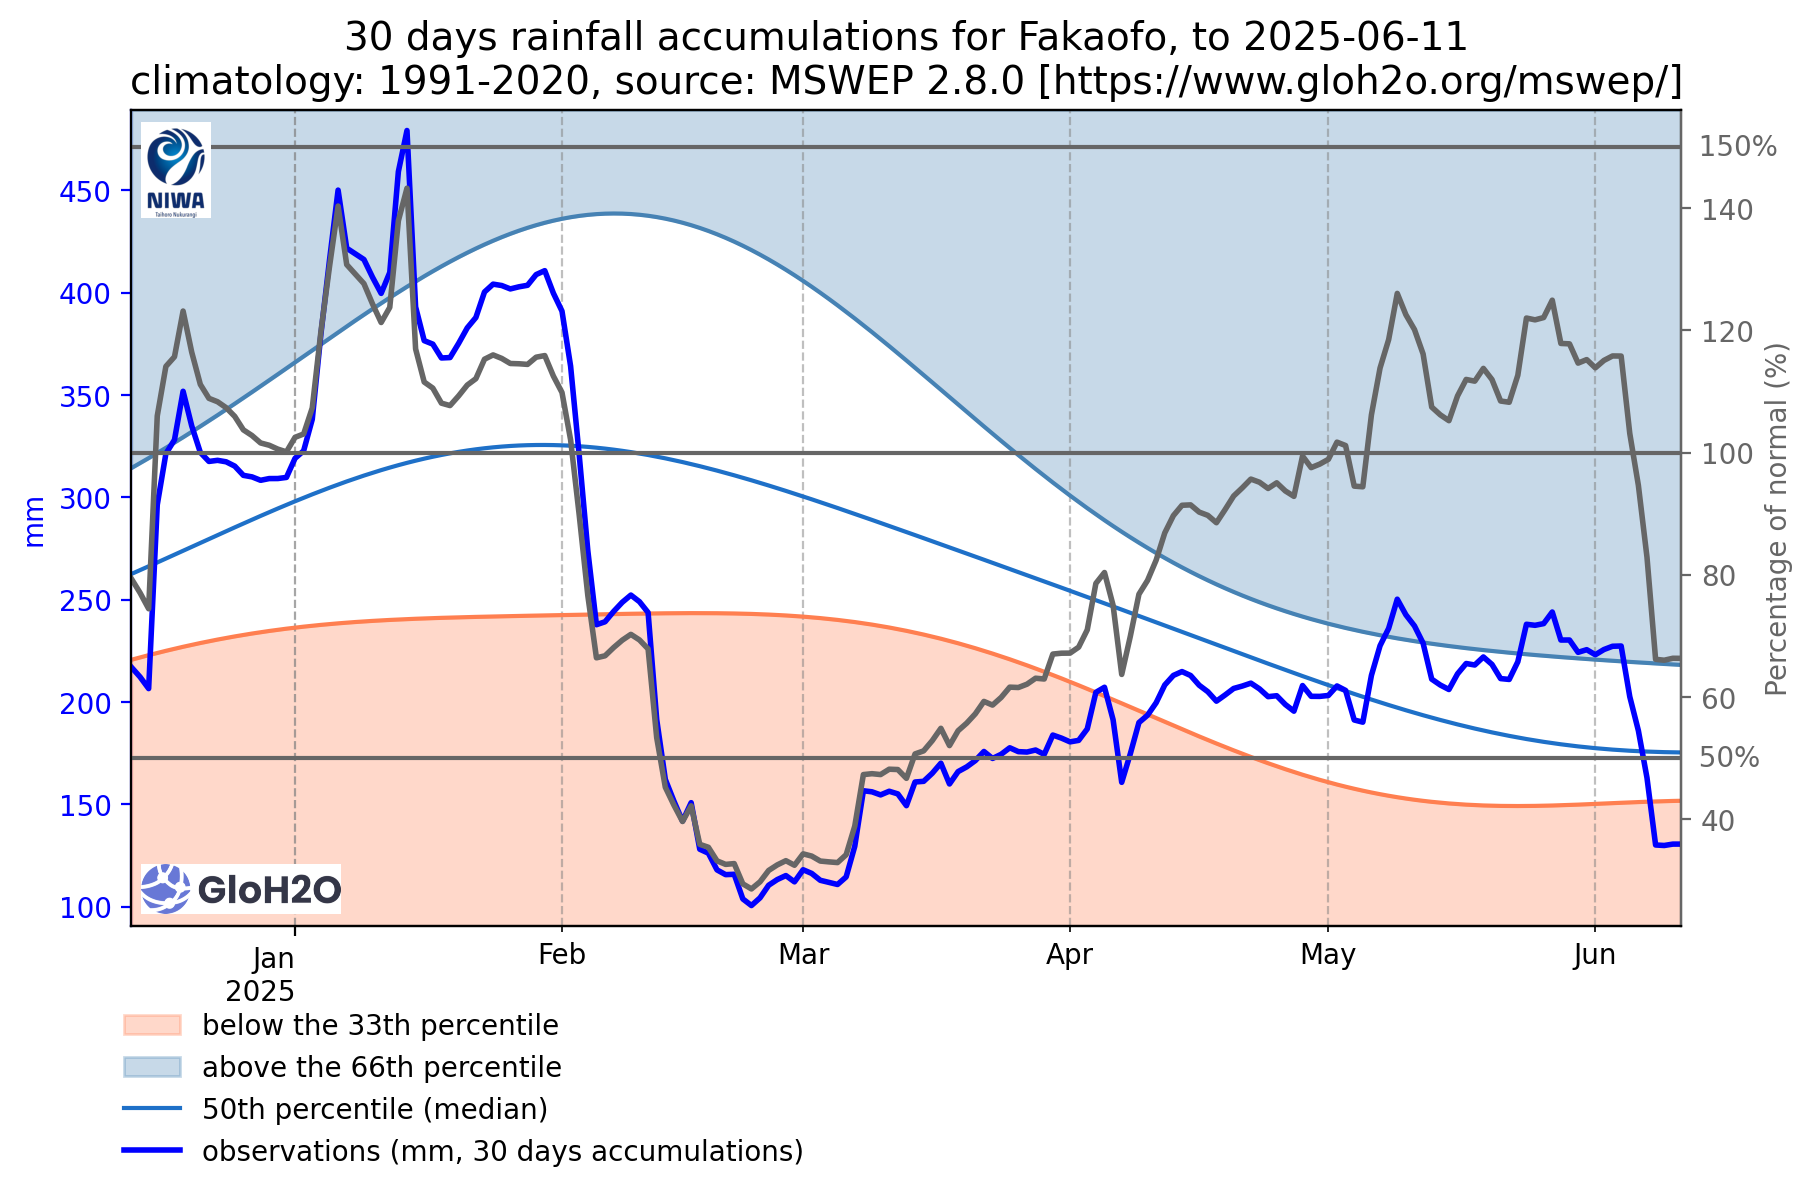 30 days rainfall accumulations for Fakaofo, to 2025-06-11
climatology: 1991-2020, source: MSWEP 2.8.0 [https://www.gloh2o.org/mswep/]
NIWA
Taihoro Nukurangi
450
400
350
300
250
200
150
100
mm
150%
140
120
100
80
60
50%
40
Percentage of normal (%)
GloH2O
Jan
2025
Feb
Mar
Apr
May
Jun
below the 33th percentile
above the 66th percentile
50th percentile (median)
observations (mm, 30 days accumulations)